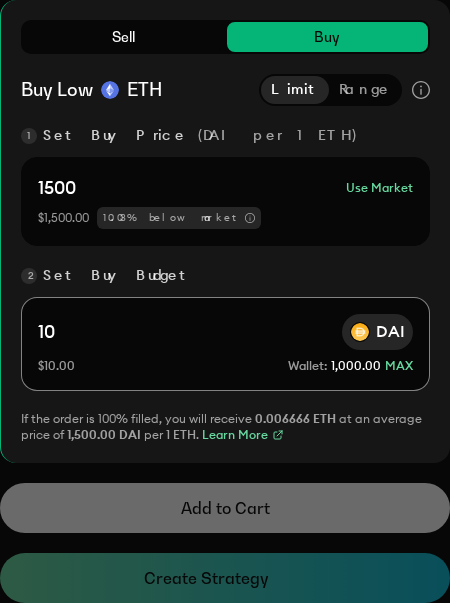 Sell
Buy
Buy Low ETH
Limit
Range
1 Set Buy Price (DAI per 1 ETH)
1500
Use Market
$1,500.00
below market
2 Set Buy Budget
10
DAI
$10.00
Wallet: 1,000.00 MAX
If the order is 100% filled, you will receive 0.006666 ETH at an average
price of 1,500.00 DAI per 1 ETH. Learn More
Add to Cart
Create Strategy